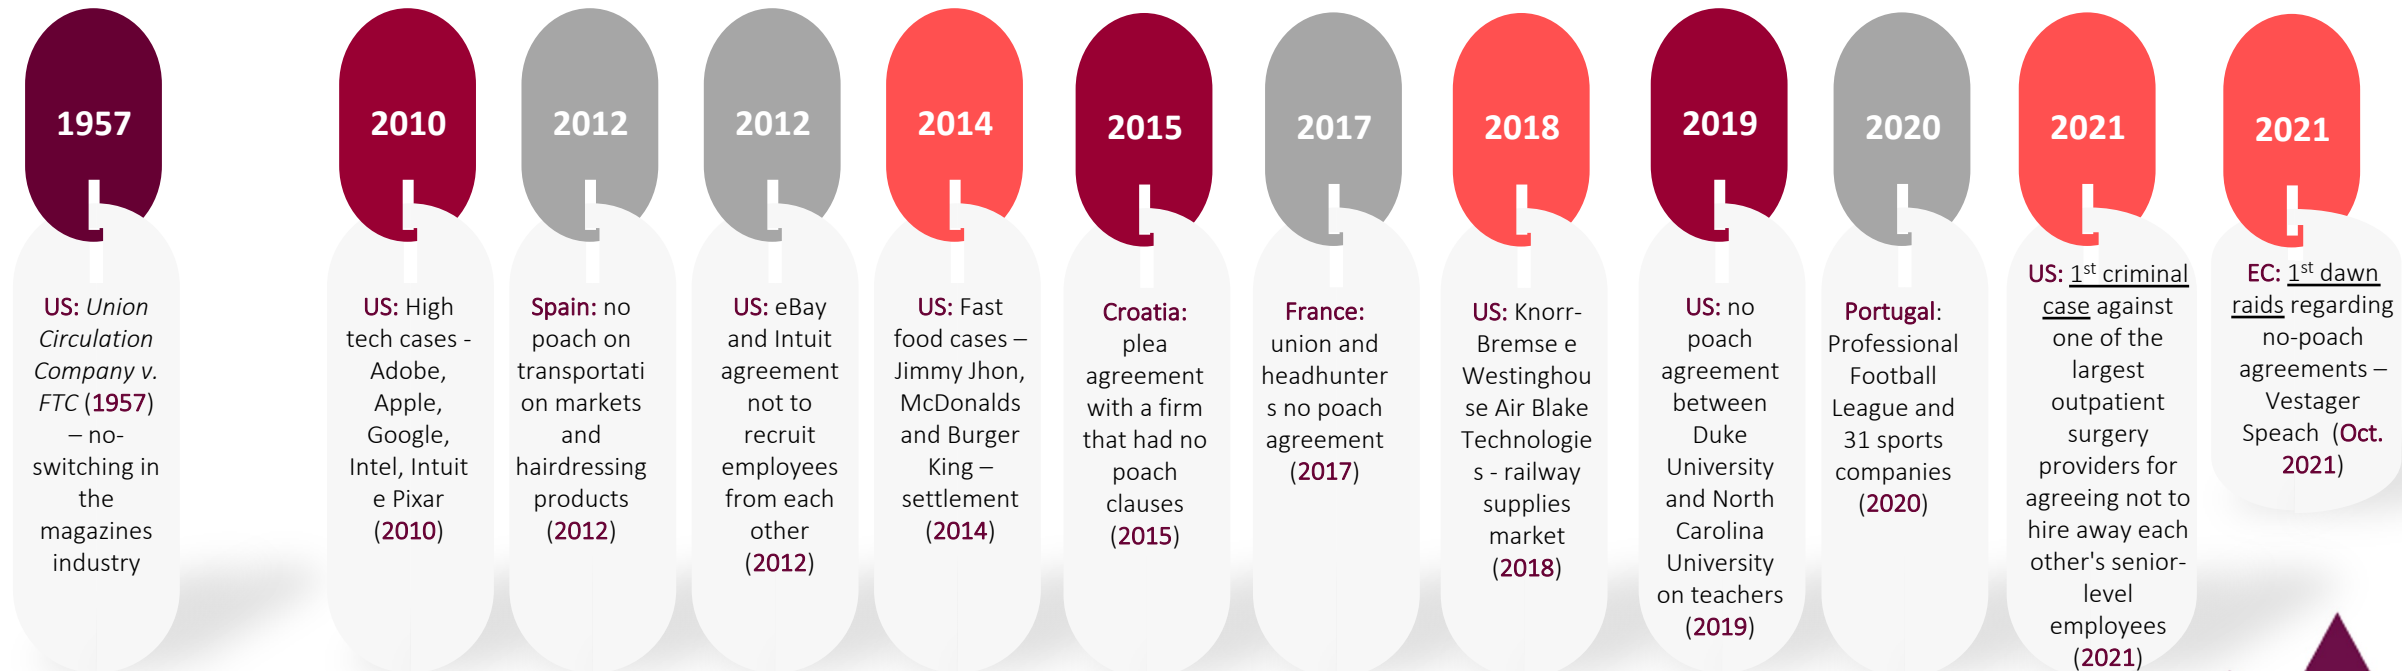 1957
US: Union
Circulation
Company v.
FTC (1957)
– no-
switching in
the
magazines
industry
2010
US: High
tech cases -
Adobe,
Apple,
Google,
Intel, Intuit
e Pixar
(2010)
2012
Spain: no
poach on
transportati
on markets
and
hairdressing
products
(2012)
2012
US: eBay
and Intuit
agreement
not to
recruit
employees
from each
other
(2012)
2014
US: Fast
food cases –
Jimmy Jhon,
McDonalds
and Burger
King –
settlement
(2014)
2015
Croatia:
plea
agreement
with a firm
that had no
poach
clauses
(2015)
2017
France:
union and
headhunter
s no poach
agreement
(2017)
2018
US: Knorr-
Bremse e
Westinghou
se Air Blake
Technologie
s - railway
supplies
market
(2018)
2019
US: no
poach
agreement
between
Duke
University
and North
Carolina
University
on teachers
(2019)
2020
Portugal:
Professional
Football
League and
31 sports
companies
(2020)
2021
US: 1st criminal
case against
one of the
largest
outpatient
surgery
providers for
agreeing not to
hire away each
other's senior-
level
employees
(2021)
2021
EC: 1st dawn
raids regarding
no-poach
agreements –
Vestager
Speach (Oct.
2021)